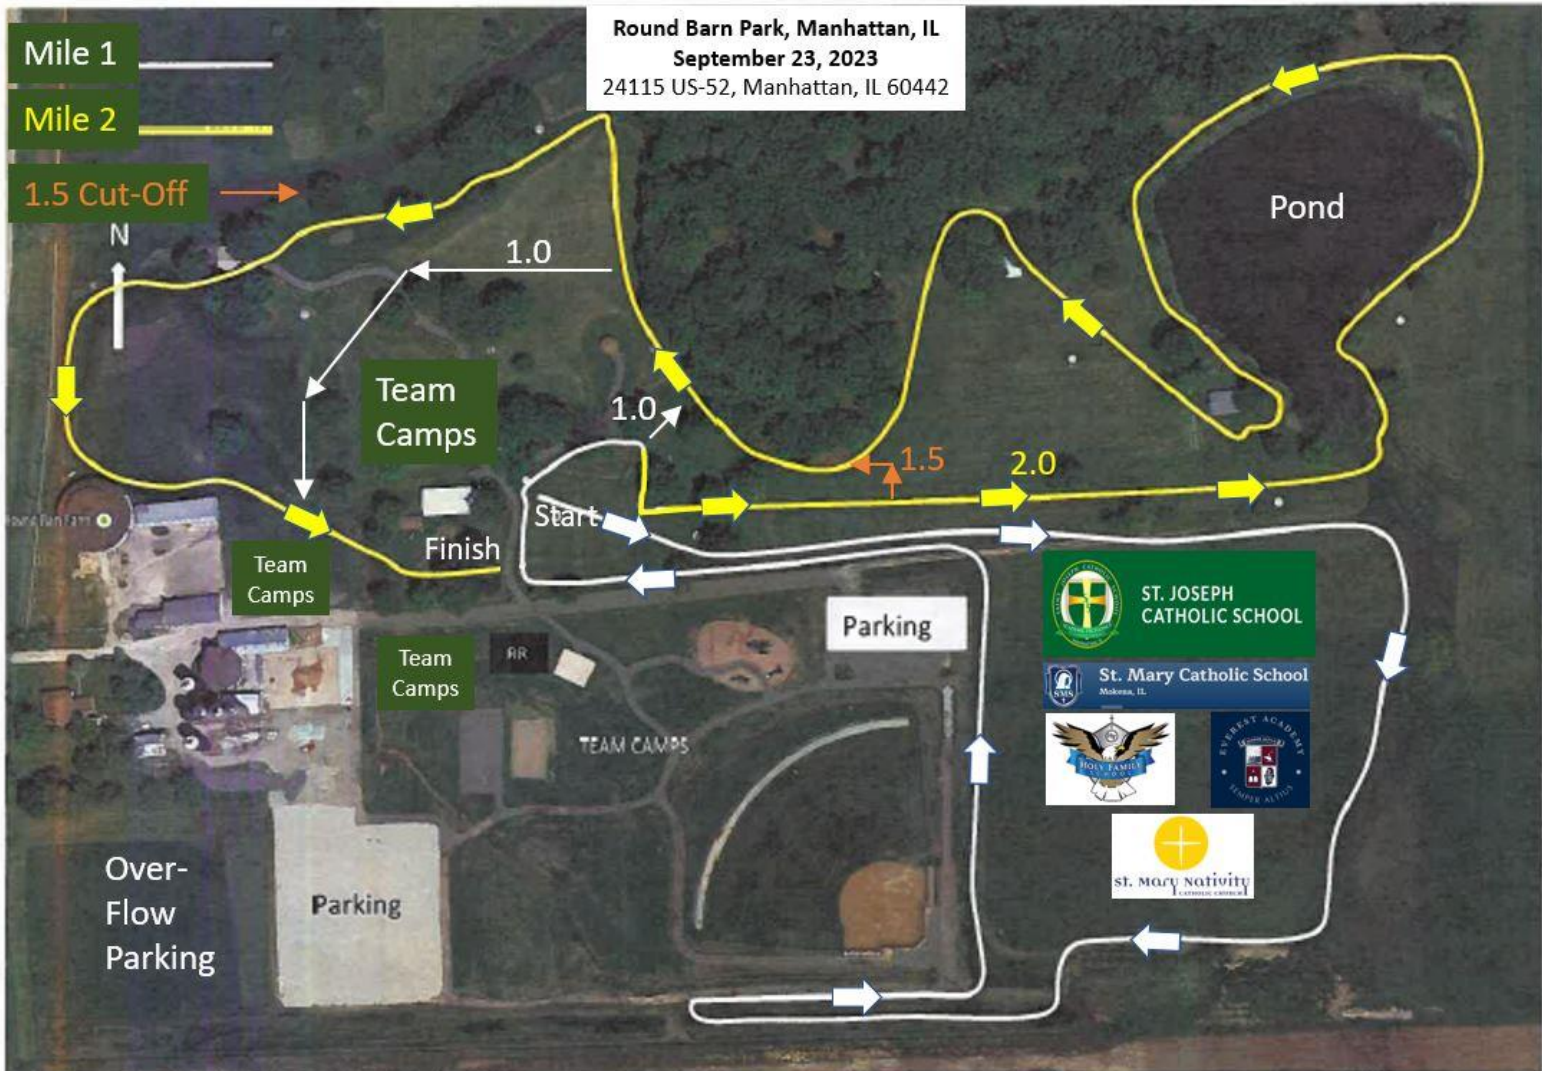 Round Barn Park, Manhattan, IL
September 23, 2023
24115 US-52, Manhattan, IL 60442
Mile 1
Mile 2
1.5 Cut-Off
N
Pond
1.0
Team
Camps
1.0
1.5
2.0
Start
Finish
Team
Camps
Parking
ST. JOSEPH
CATHOLIC SCHOOL
St. Mary Catholic School
Mokena, IL
SMS
Team
Camps
TEAM CAMPS
HOLY FAMILY
SCHOOL
EVEREST ACADEMY
SEMPER ALTIUS
St. Mary Nativity
CATHOLIC CHURCH
Over-
Flow
Parking
Parking